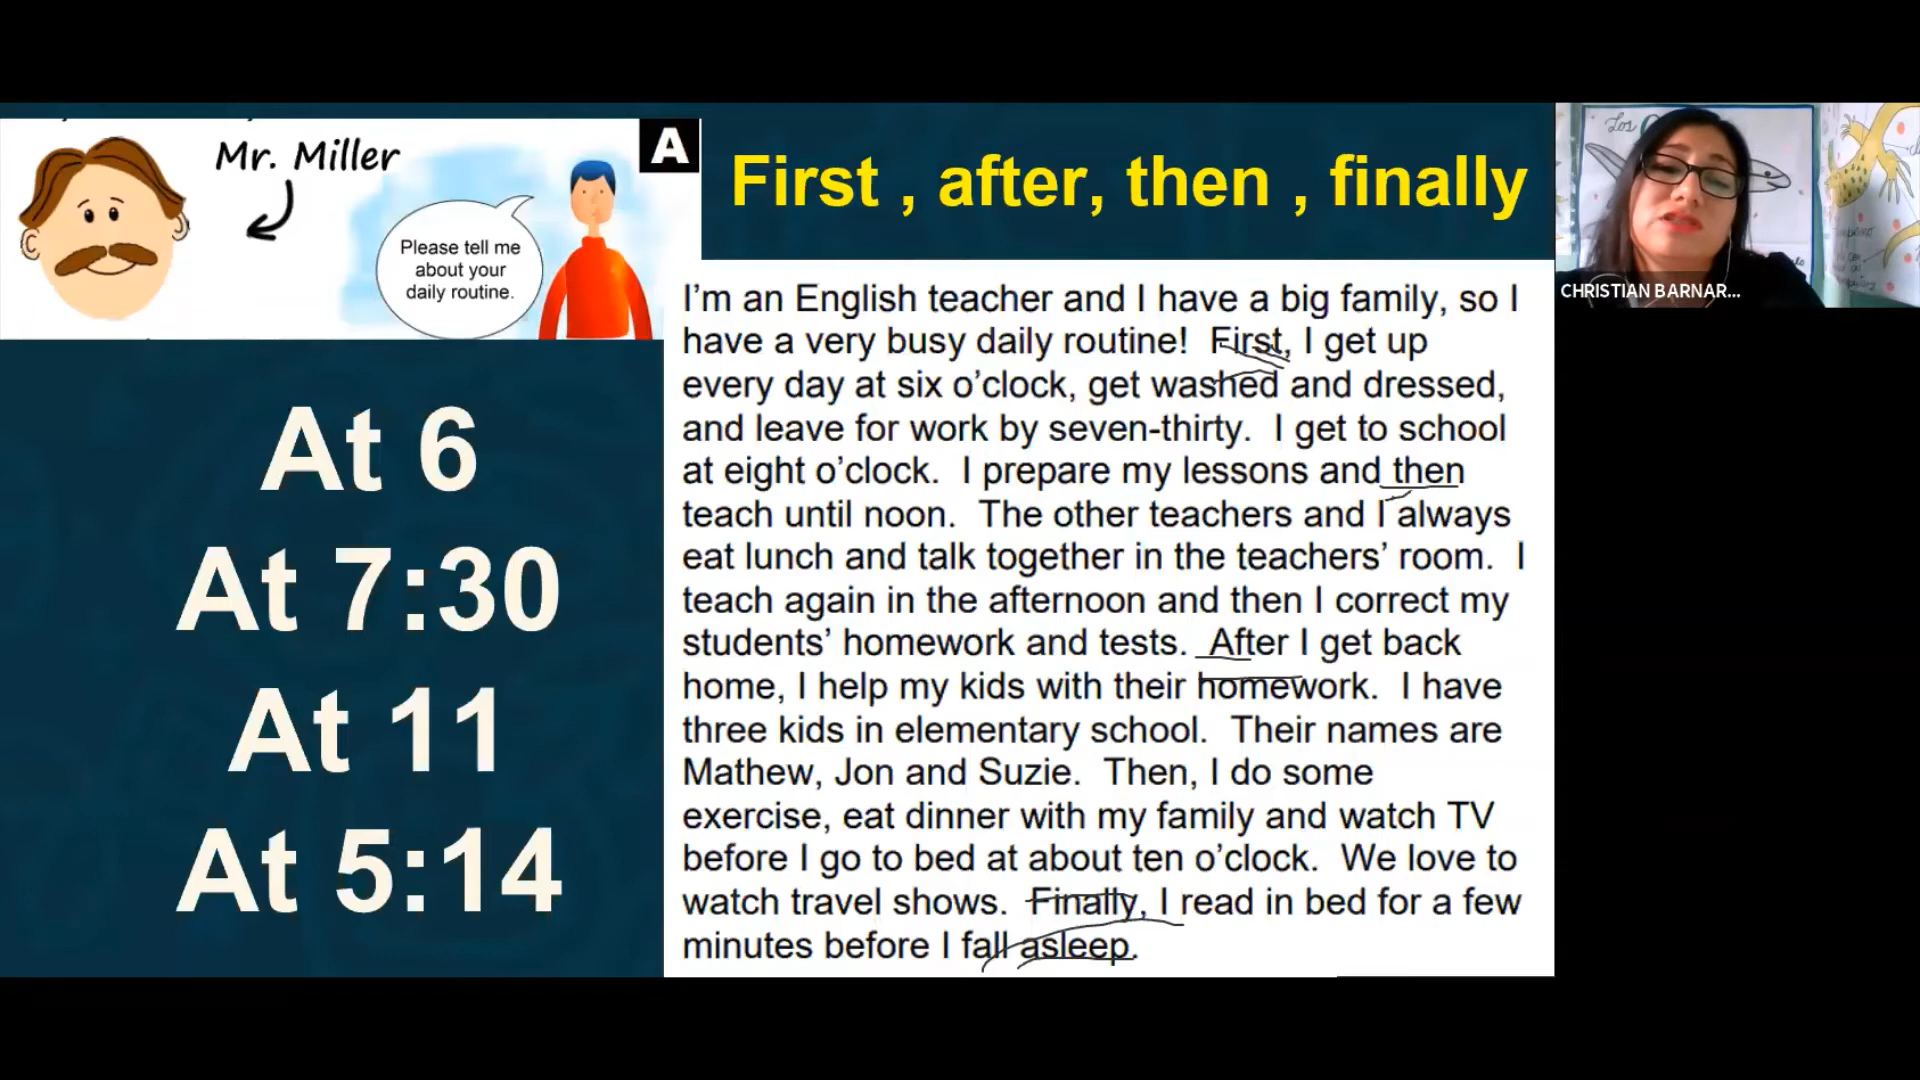 Mr. Miller
A
Please tell me
about your
daily routine.
First , after, then , finally
At 6
At 7:30
At 11
At 5:14
I’m an English teacher and I have a big family, so I
have a very busy daily routine! First, I get up
every day at six o’clock, get washed and dressed,
and leave for work by seven-thirty. I get to school
at eight o’clock. I prepare my lessons and then
teach until noon. The other teachers and I always
eat lunch and talk together in the teachers’ room. I
teach again in the afternoon and then I correct my
students’ homework and tests. After I get back
home, I help my kids with their homework. I have
three kids in elementary school. Their names are
Mathew, Jon and Suzie. Then, I do some
exercise, eat dinner with my family and watch TV
before I go to bed at about ten o’clock. We love to
watch travel shows. Finally, I read in bed for a few
minutes before I fall asleep.
Los
CHRISTIAN BARNAR...